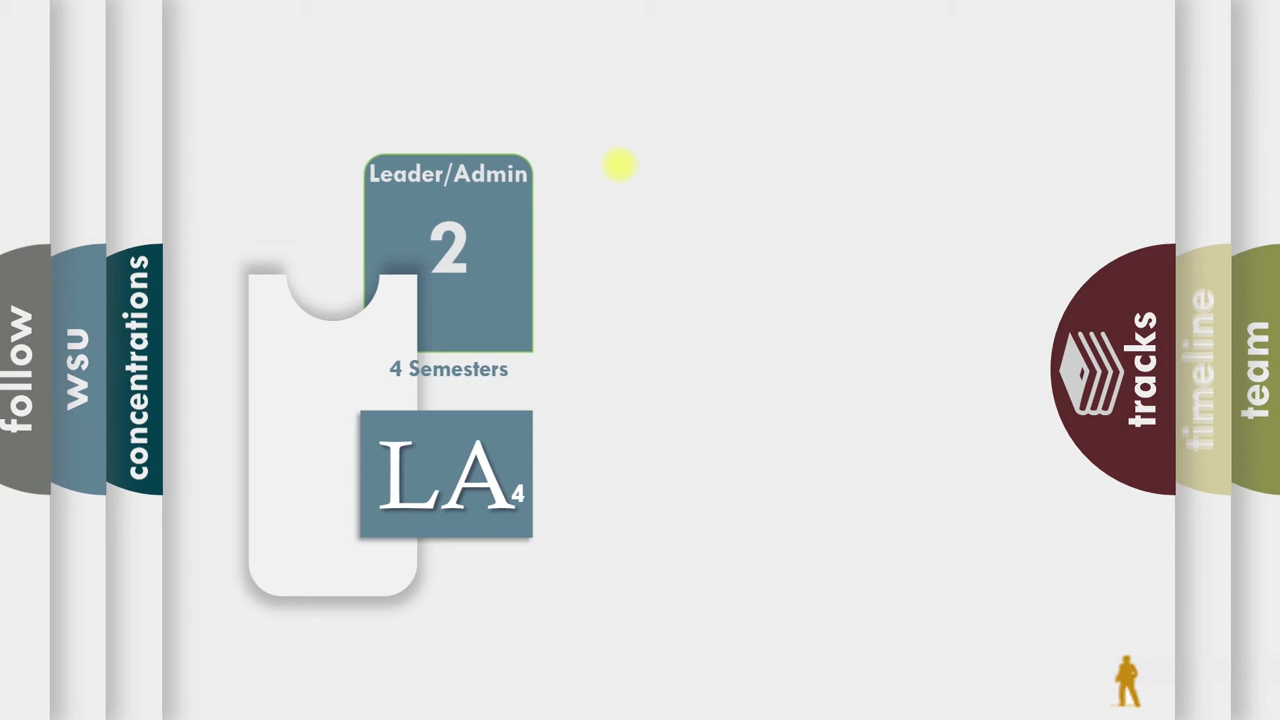 follow
wsu
concentrations
Leader/Admin
2
4 Semesters
LA4
tracks
timeline
team